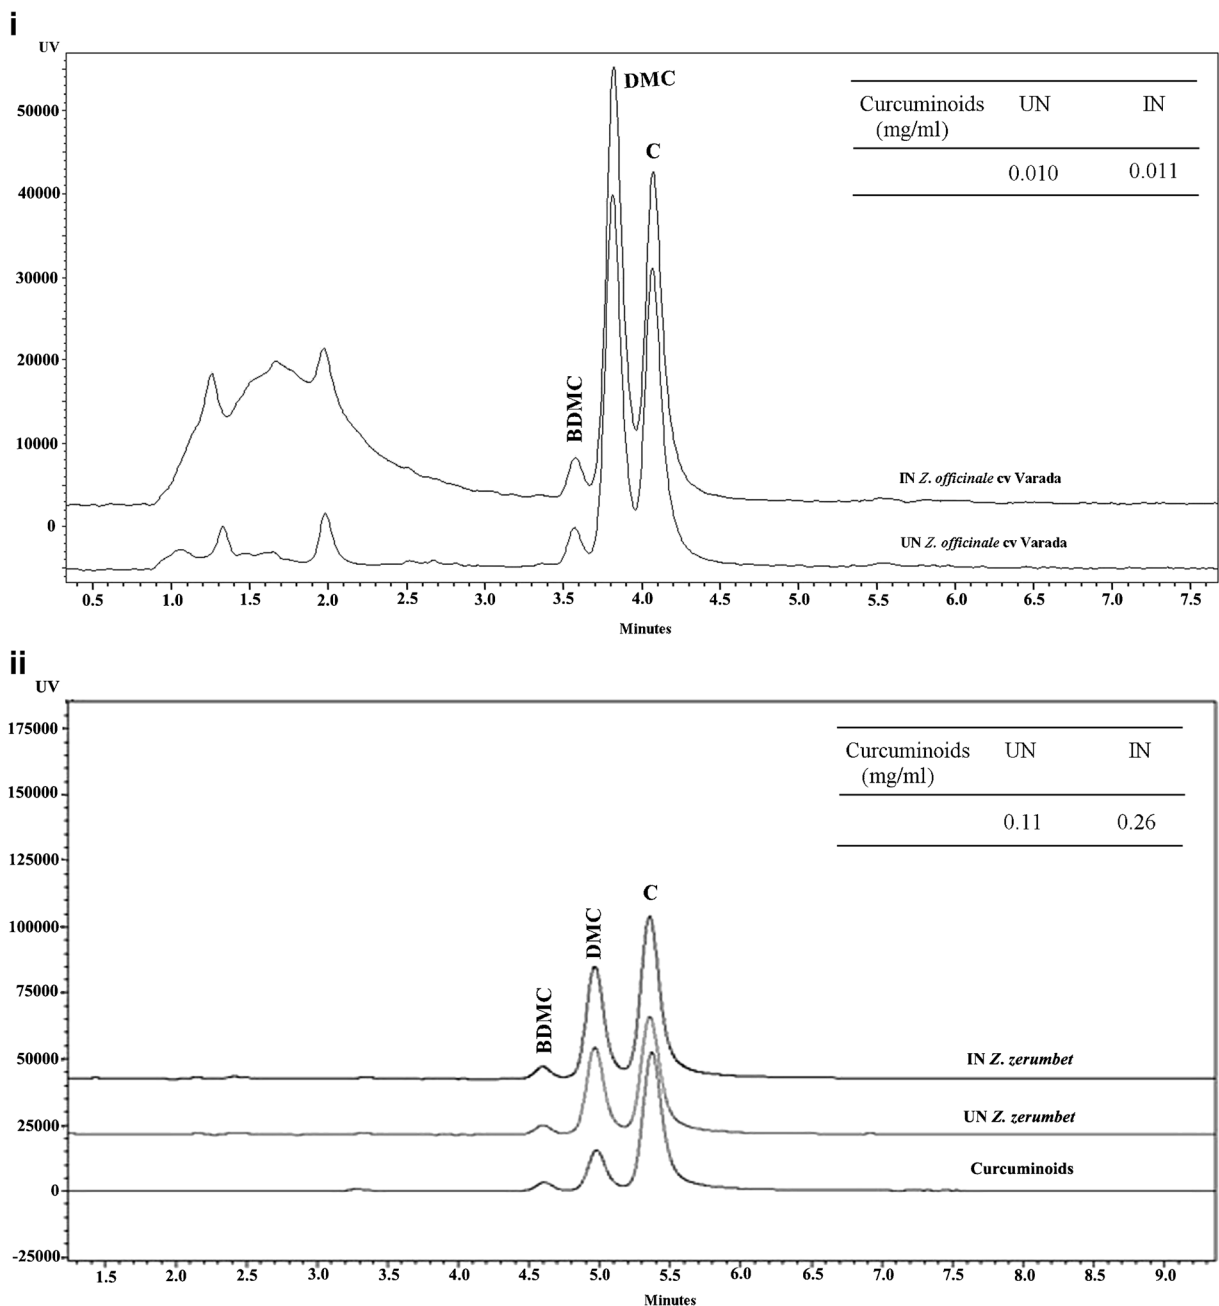 i
UV
50000
40000
30000
20000
10000
0
DMC
C
BDMC
Curcuminoids UN IN
(mg/ml)
0.010 0.011
IN Z. officinale cv Varada
UN Z. officinale cv Varada
0.5 1.0 1.5 2.0 2.5 3.0 3.5 4.0 4.5 5.0 5.5 6.0 6.5 7.0 7.5
Minutes
ii
UV
175000
150000
125000
100000
75000
50000
25000
0
-25000
Curcuminoids UN IN
(mg/ml)
0.11 0.26
C
DMC
BDMC
IN Z. zerumbet
UN Z. zerumbet
Curcuminoids
1.5 2.0 2.5 3.0 3.5 4.0 4.5 5.0 5.5 6.0 6.5 7.0 7.5 8.0 8.5 9.0
Minutes